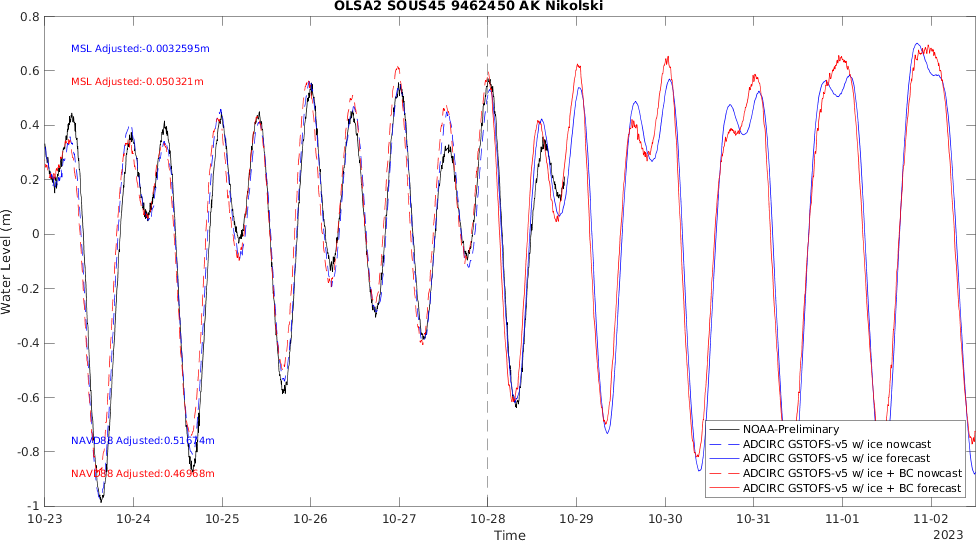 OLSA2 SOUS45 9462450 AK Nikolski
0.8
0.6
0.4
0.2
0
-0.2
-0.4
-0.6
-0.8
-1
Water Level (m)
MSL Adjusted:-0.0032595m
MSL Adjusted:-0.050321m
NAVD88 Adjusted:0.51674m
NAVD88 Adjusted:0.46968m
NOAA-Preliminary
ADCIRC GSTOFS-v5 w/ ice nowcast
ADCIRC GSTOFS-v5 w/ ice forecast
ADCIRC GSTOFS-v5 w/ ice + BC nowcast
ADCIRC GSTOFS-v5 w/ ice + BC forecast
10-23 10-24 10-25 10-26 10-27 10-28 10-29 10-30 10-31 11-01 11-02
Time
2023